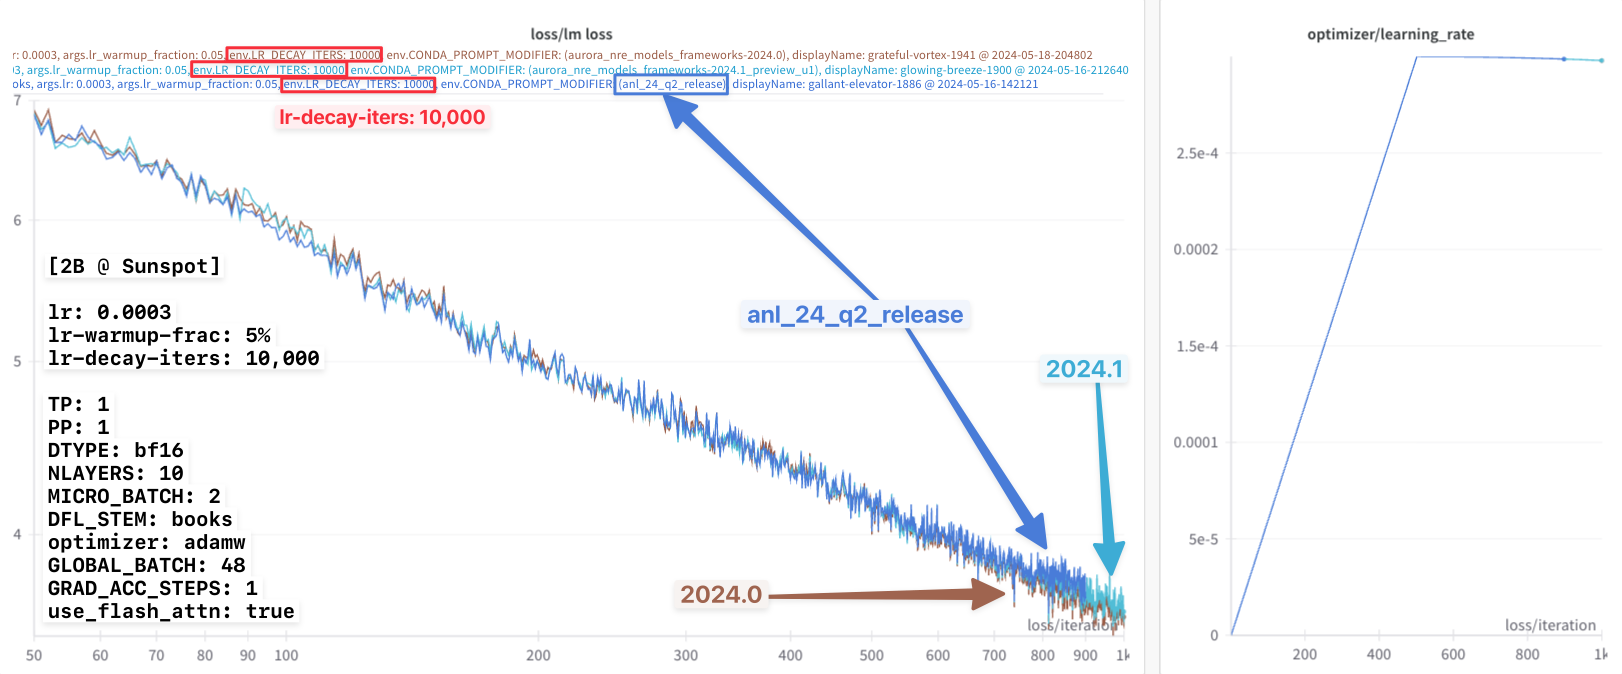 loss/lm loss
r: 0.0003, args.lr_warmup_fraction: 0.05, env.LR_DECAY_ITERS: 10000, env.CONDA_PROMPT_MODIFIER: (aurora_nre_models_frameworks-2024.0), displayName: grateful-vortex-1941 @ 2024-05-18-204802
)3, args.lr_warmup_fraction: 0.05, env.LR_DECAY_ITERS: 10000, env.CONDA_PROMPT_MODIFIER: (aurora_nre_models_frameworks-2024.1_preview_u1), displayName: glowing-breeze-1900 @ 2024-05-16-212640
oks, args.lr: 0.0003, args.lr_warmup_fraction: 0.05, env.LR_DECAY_ITERS: 10000, env.CONDA_PROMPT_MODIFIER: (anl_24_q2_release), displayName: gallant-elevator-1886 @ 2024-05-16-142121
lr-decay-iters: 10,000
7
6
5
4
[2B @ Sunspot]
lr: 0.0003
lr-warmup-frac: 5%
lr-decay-iters: 10,000
TP: 1
PP: 1
DTYPE: bf16
NLAYERS: 10
MICRO_BATCH: 2
DFL_STEM: books
optimizer: adamw
GLOBAL_BATCH: 48
GRAD_ACC_STEPS: 1
use_flash_attn: true
anl_24_q2_release
2024.1
2024.0
loss/iteration
50 60 70 80 90 100 200 300 400 500 600 700 800 900 1k
optimizer/learning_rate
2.5e-4
0.0002
1.5e-4
0.0001
5e-5
0
loss/iteration
200 400 600 800 1k